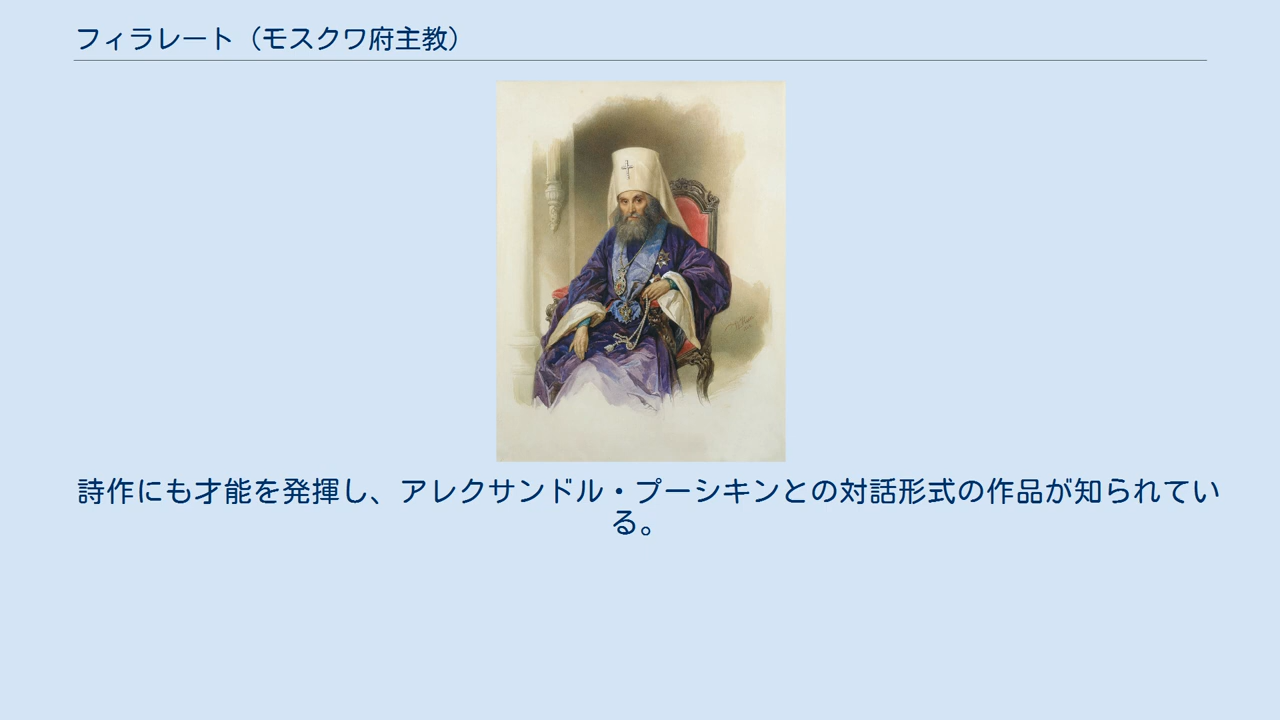 フィラレート（モスクワ府主教）
詩作にも才能を発揮し、アレクサンドル・プーシキンとの対話形式の作品が知られてい
る。